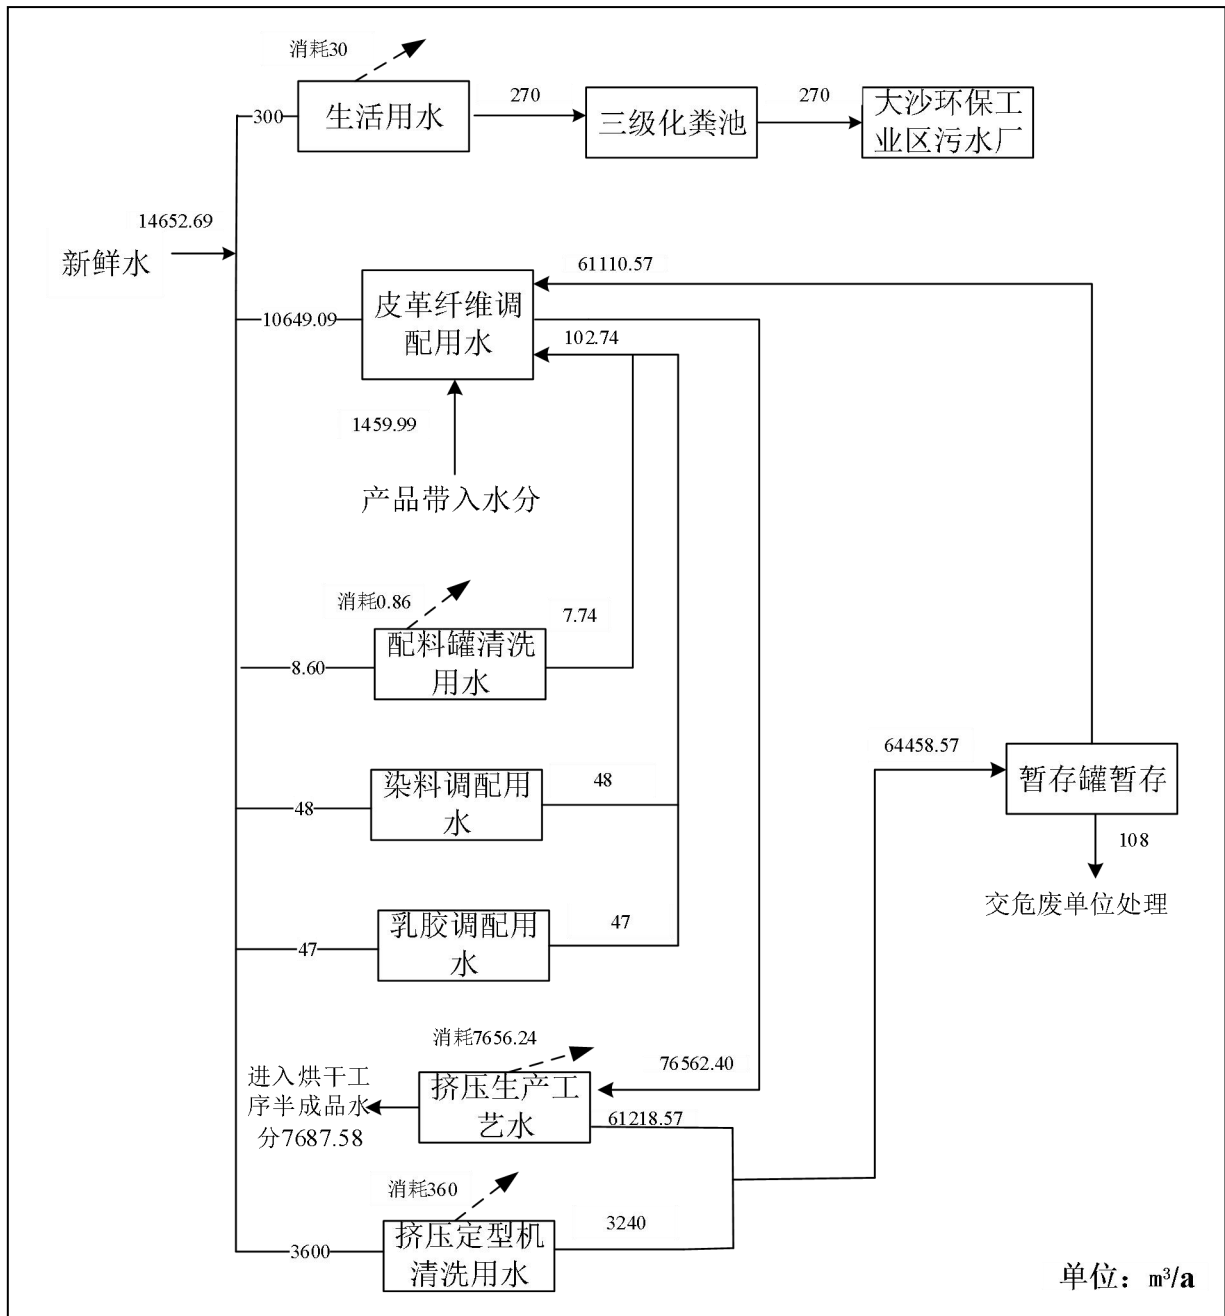 消耗30
300
生活用水
270
三级化粪池
270
大沙环保工
业区污水厂
14652.69
新鲜水
61110.57
10649.09
皮革纤维调
配用水
102.74
1459.99
产品带入水分
消耗0.86
7.74
8.60
配料罐清洗
用水
64458.57
48
染料调配用
水
48
暂存罐暂存
108
交危废单位处理
47
乳胶调配用
水
47
消耗7656.24
76562.40
进入烘干工
序半成品水
分7687.58
挤压生产工
艺水
61218.57
消耗360
3600
挤压定型机
清洗用水
3240
单位：m³/a